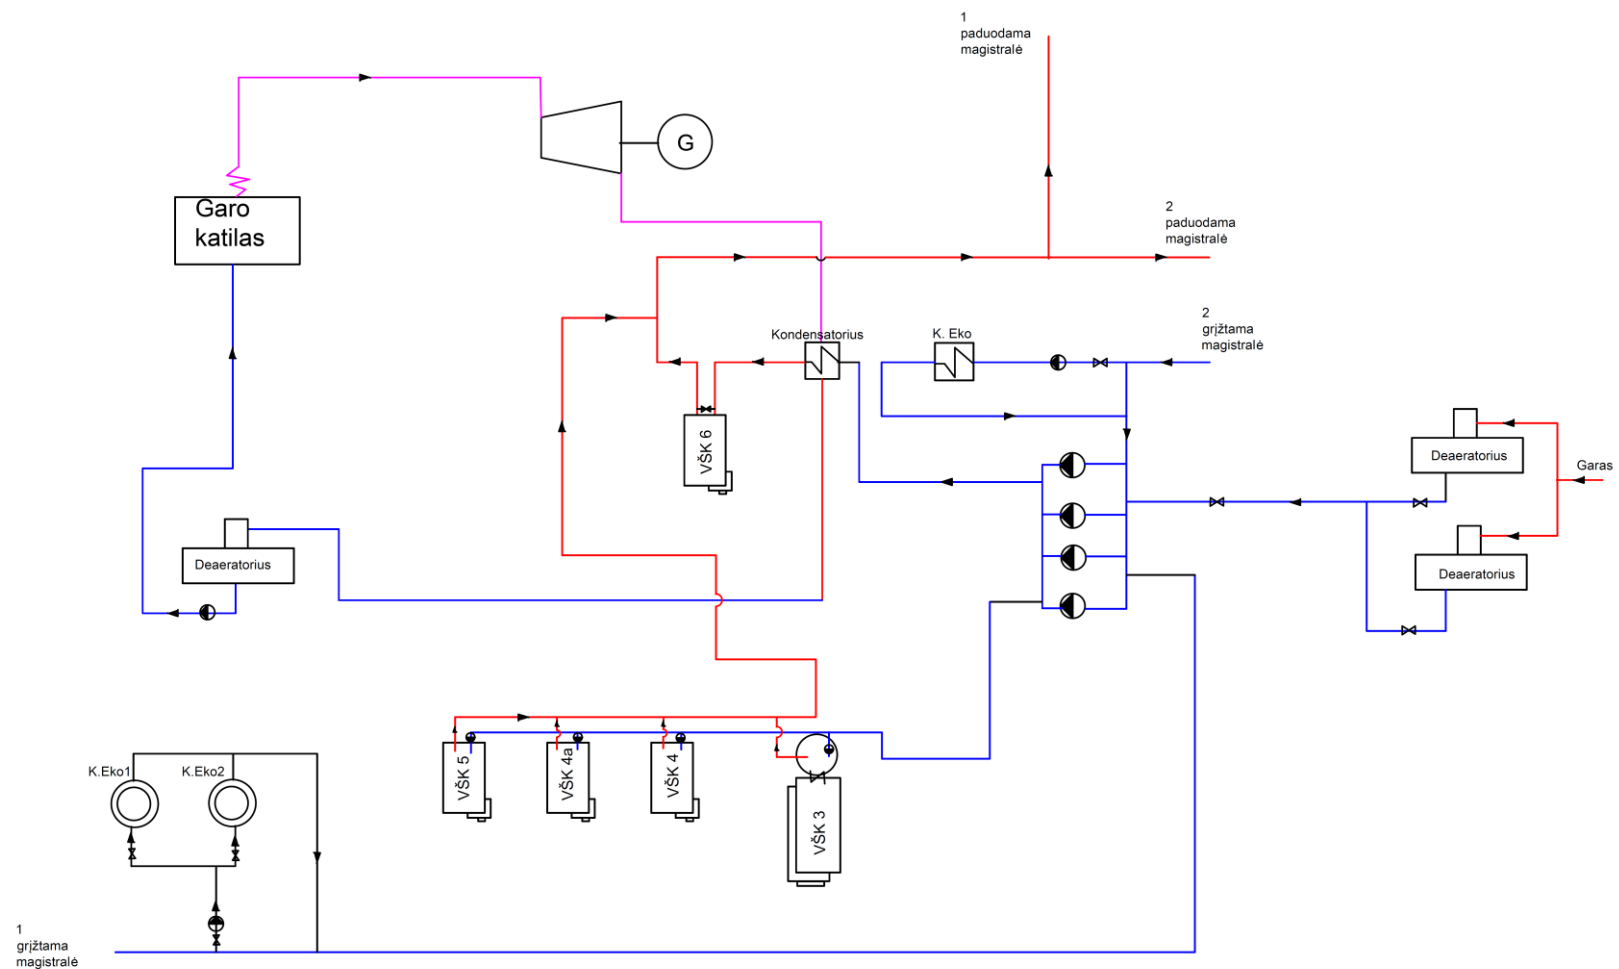 1
paduodama
magistralė
G
Garo
katilas
2
paduodama
magistralė
2
grįžtama
magistralė
Kondensatorius
K. Eko
VŠK 6
Deaeratorius
Garas
Deaeratorius
Deaeratorius
K.Eko1
K.Eko2
VŠK 5
VŠK 4a
VŠK 4
VŠK 3
1
grįžtama
magistralė